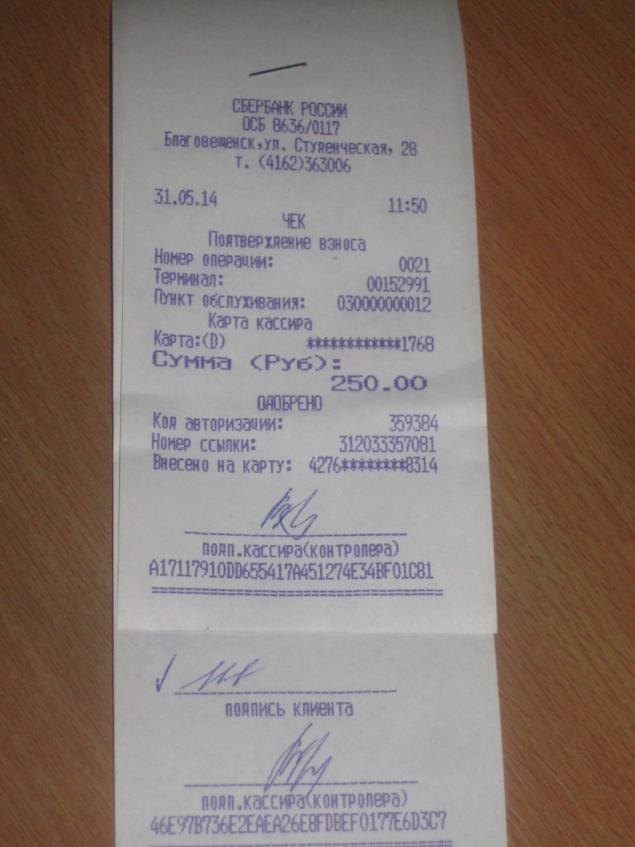 СБЕРБАНК РОССИИ
ОСБ 8636/0117
Благовещенск,ул. Студенческая, 28
т. (4162)363006
31.05.14 11:50
ЧЕК
Подтверждение взноса
Номер операции: 0021
Терминал: 00152991
Пункт обслуживания: 030000000012
Карта кассира
Карта:(D) ************1768
Сумма (Руб):
250.00
ОДОБРЕНО
Код авторизации: 359384
Номер ссылки: 312033357081
Внесено на карту: 4276********8314
подп.кассира(контролера)
A17117910DD655417A451274E34BF01C81
==================================
подпись клиента
подп.кассира(контролера)
46E97B736E2EAEA26E8FDBEF0177E6D3C7